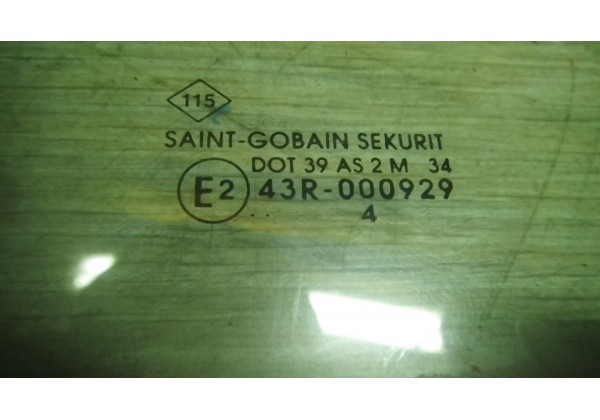 115
SAINT-GOBAIN SEKURIT
DOT 39 AS 2 M 34
E2 43R-000929
.. 4